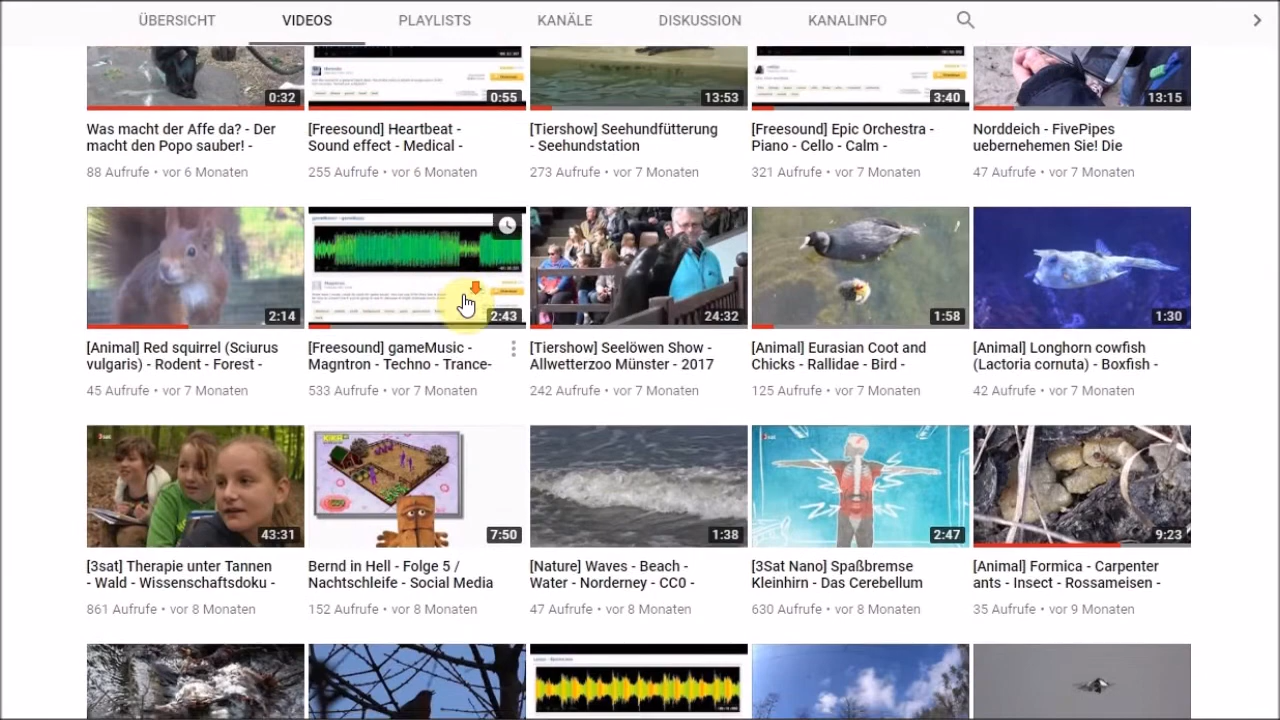 ÜBERSICHT VIDEOS PLAYLISTS KANÄLE DISKUSSION KANALINFO
0:32 0:55 13:53 3:40 13:15
Was macht der Affe da? - Der
macht den Popo sauber! -
88 Aufrufe • vor 6 Monaten
[Freesound] Heartbeat -
Sound effect - Medical -
255 Aufrufe • vor 6 Monaten
[Tiershow] Seehundfütterung
- Seehundstation
273 Aufrufe • vor 7 Monaten
[Freesound] Epic Orchestra -
Piano - Cello - Calm -
321 Aufrufe • vor 7 Monaten
Norddeich - FivePipes
uebernehemen Sie! Die
47 Aufrufe • vor 7 Monaten
2:14 2:43 24:32 1:58 1:30
[Animal] Red squirrel (Sciurus
vulgaris) - Rodent - Forest -
45 Aufrufe • vor 7 Monaten
[Freesound] gameMusic -
Magntron - Techno - Trance-
533 Aufrufe • vor 7 Monaten
[Tiershow] Seelöwen Show -
Allwetterzoo Münster - 2017
242 Aufrufe • vor 7 Monaten
[Animal] Eurasian Coot and
Chicks - Rallidae - Bird -
125 Aufrufe • vor 7 Monaten
[Animal] Longhorn cowfish
(Lactoria cornuta) - Boxfish -
42 Aufrufe • vor 7 Monaten
43:31 7:50 1:38 2:47 9:23
[3sat] Therapie unter Tannen
- Wald - Wissenschaftsdoku -
861 Aufrufe • vor 8 Monaten
Bernd in Hell - Folge 5 /
Nachtschleife - Social Media
152 Aufrufe • vor 8 Monaten
[Nature] Waves - Beach -
Water - Norderney - CC0 -
47 Aufrufe • vor 8 Monaten
[3Sat Nano] Spaßbremse
Kleinhirn - Das Cerebellum
630 Aufrufe • vor 8 Monaten
[Animal] Formica - Carpenter
ants - Insect - Rossameisen -
35 Aufrufe • vor 9 Monaten